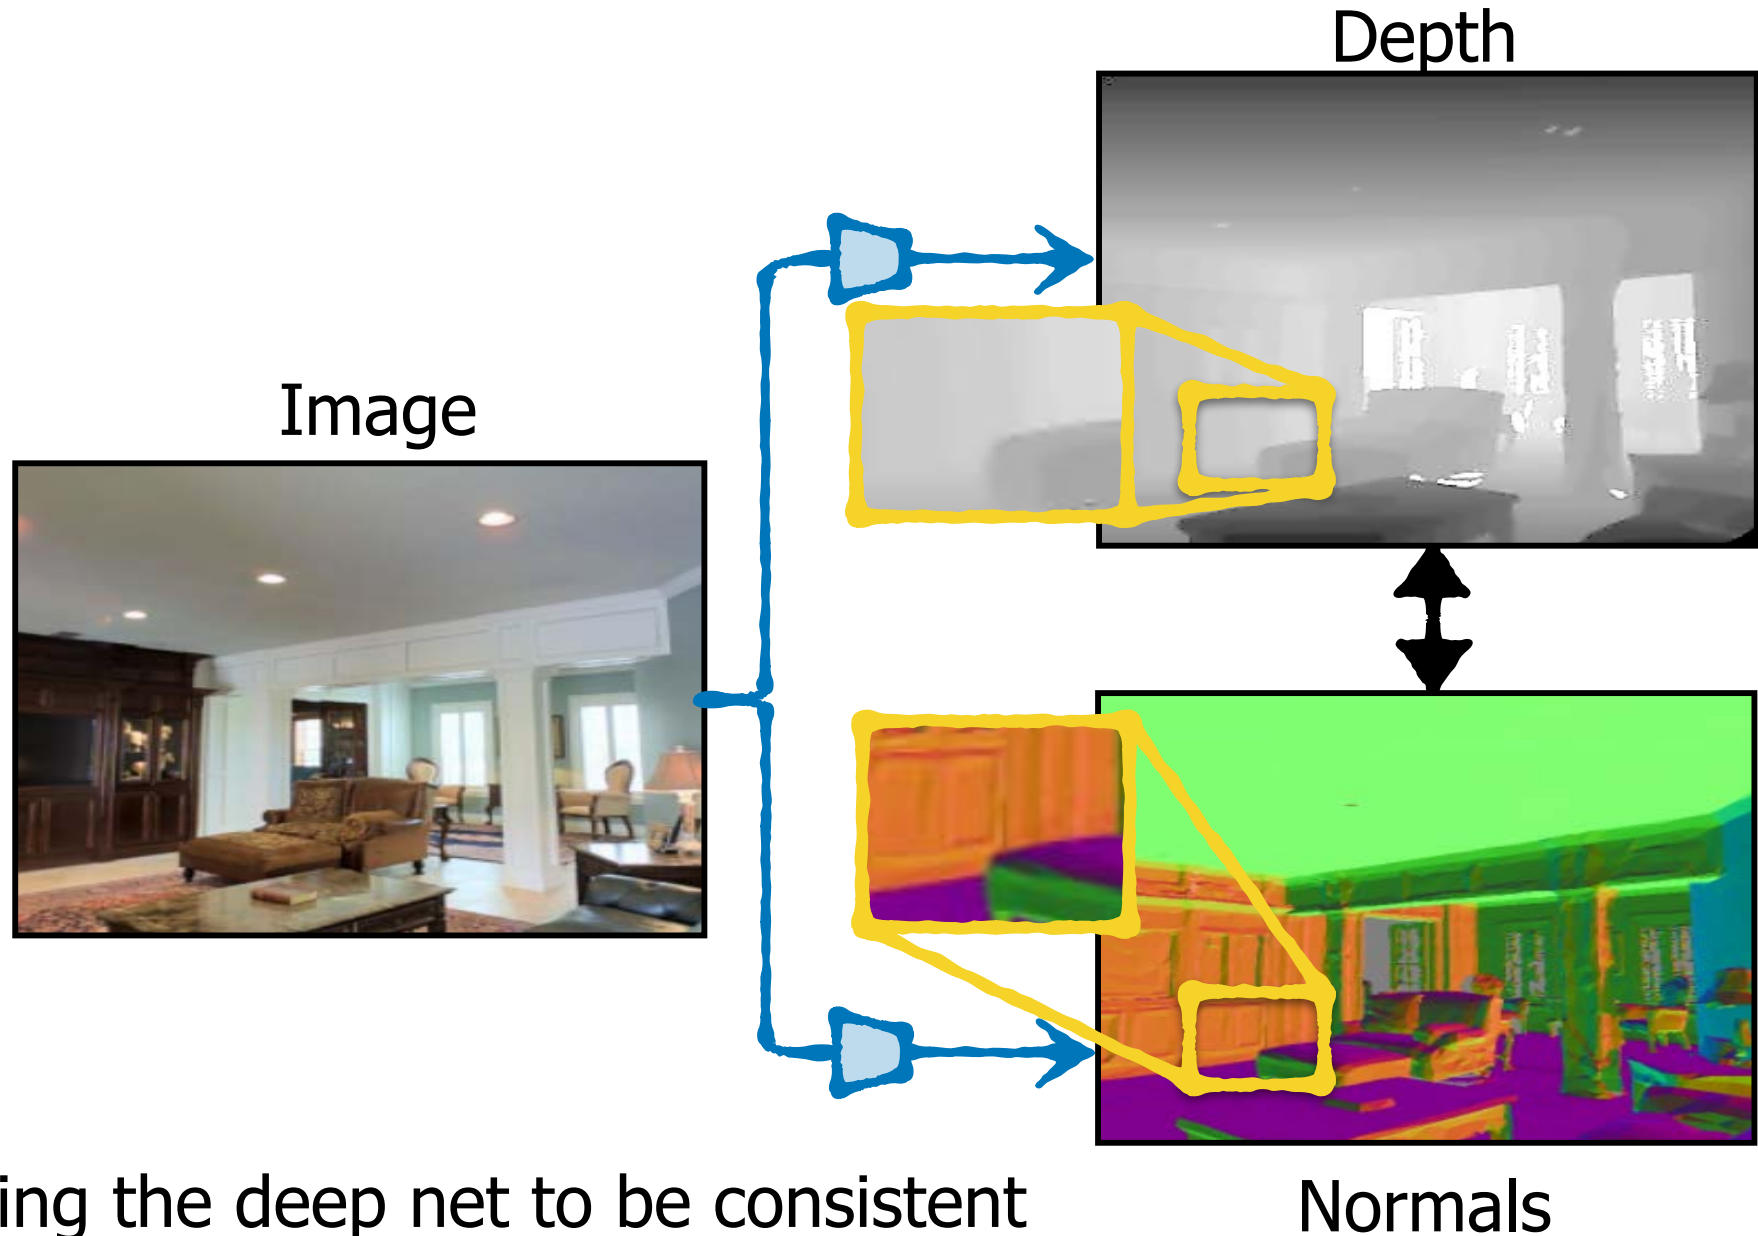 Depth
Image
ing the deep net to be consistent
Normals